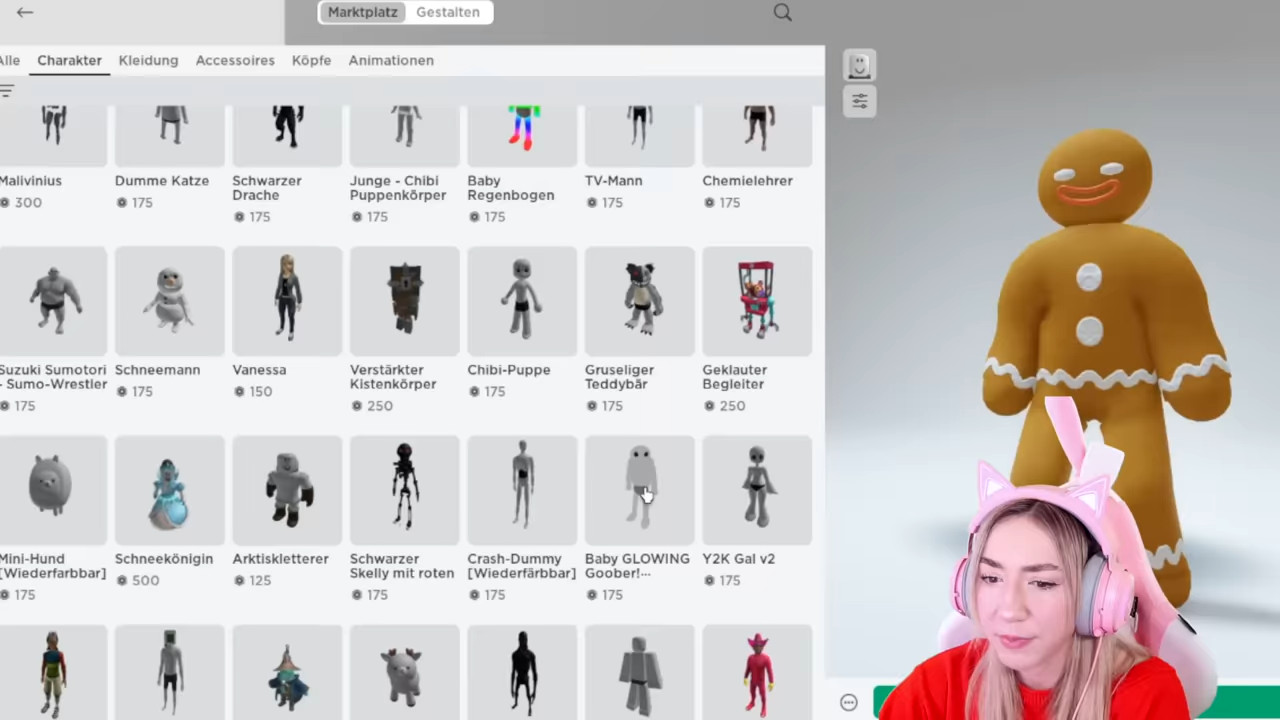 Marktplatz Gestalten
Alle Charakter Kleidung Accessoires Köpfe Animationen
Malivinius
300
Dumme Katze
175
Schwarzer
Drache
175
Junge - Chibi
Puppenkörper
175
Baby
Regenbogen
175
TV-Mann
175
Chemielehrer
175
Suzuki Sumotori
- Sumo-Wrestler
175
Schneemann
175
Vanessa
150
Verstärkter
Kistenkörper
250
Chibi-Puppe
175
Gruseliger
Teddybär
175
Geklauter
Begleiter
250
Mini-Hund
[Wiederfarbbar]
175
Schneekönigin
500
Arktiskletterer
125
Schwarzer
Skelly mit roten
175
Crash-Dummy
[Wiederfärbbar]
175
Baby GLOWING
Goober!...
175
Y2K Gal v2
175